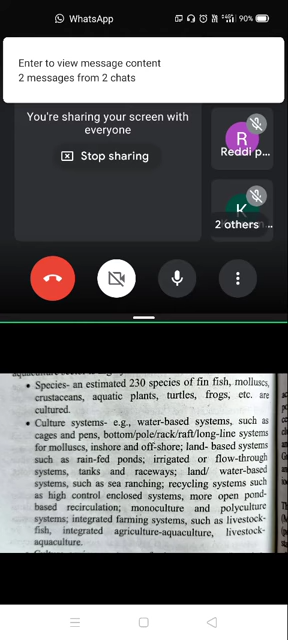 WhatsApp
90%
Enter to view message content
2 messages from 2 chats
You're sharing your screen with
everyone
Stop sharing
R
Reddi p...
K
2 others
• Species- an estimated 230 species of fin fish, molluscs,
crustaceans, aquatic plants, turtles, frogs, etc. are
cultured.
• Culture systems- e.g., water-based systems, such as
cages and pens, bottom/pole/rack/raft/long-line systems
for molluscs, inshore and off-shore; land- based systems
such as rain-fed ponds; irrigated or flow-through
systems, tanks and raceways; land/ water-based
systems, such as sea ranching; recycling systems such
as high control enclosed systems, more open pond-
based recirculation; monoculture and polyculture
systems; integrated farming systems, such as livestock-
fish, integrated agriculture-aquaculture, livestock-
aquaculture.